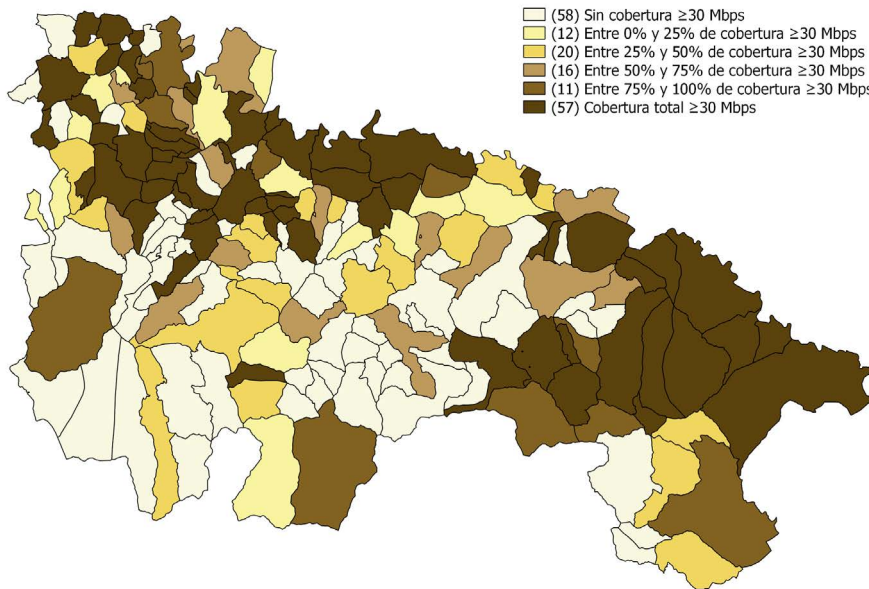 (58) Sin cobertura ≥30 Mbps
(12) Entre 0% y 25% de cobertura ≥30 Mbps
(20) Entre 25% y 50% de cobertura ≥30 Mbps
(16) Entre 50% y 75% de cobertura ≥30 Mbps
(11) Entre 75% y 100% de cobertura ≥30 Mbps
(57) Cobertura total ≥30 Mbps